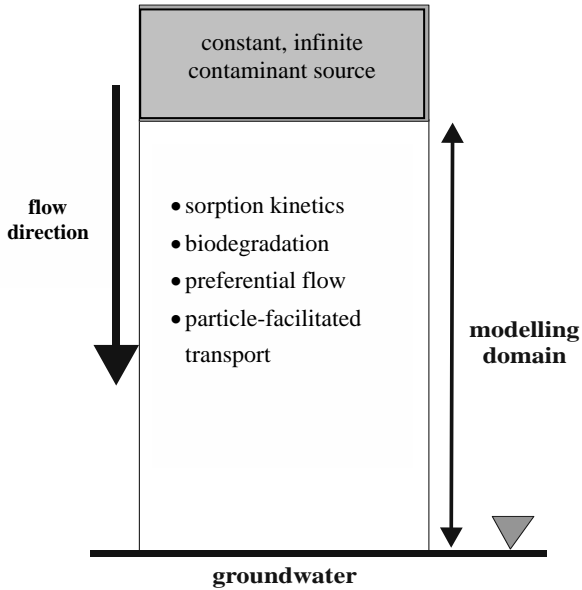 constant, infinite
contaminant source
flow
direction
• sorption kinetics
• biodegradation
• preferential flow
• particle-facilitated
transport
modelling
domain
groundwater